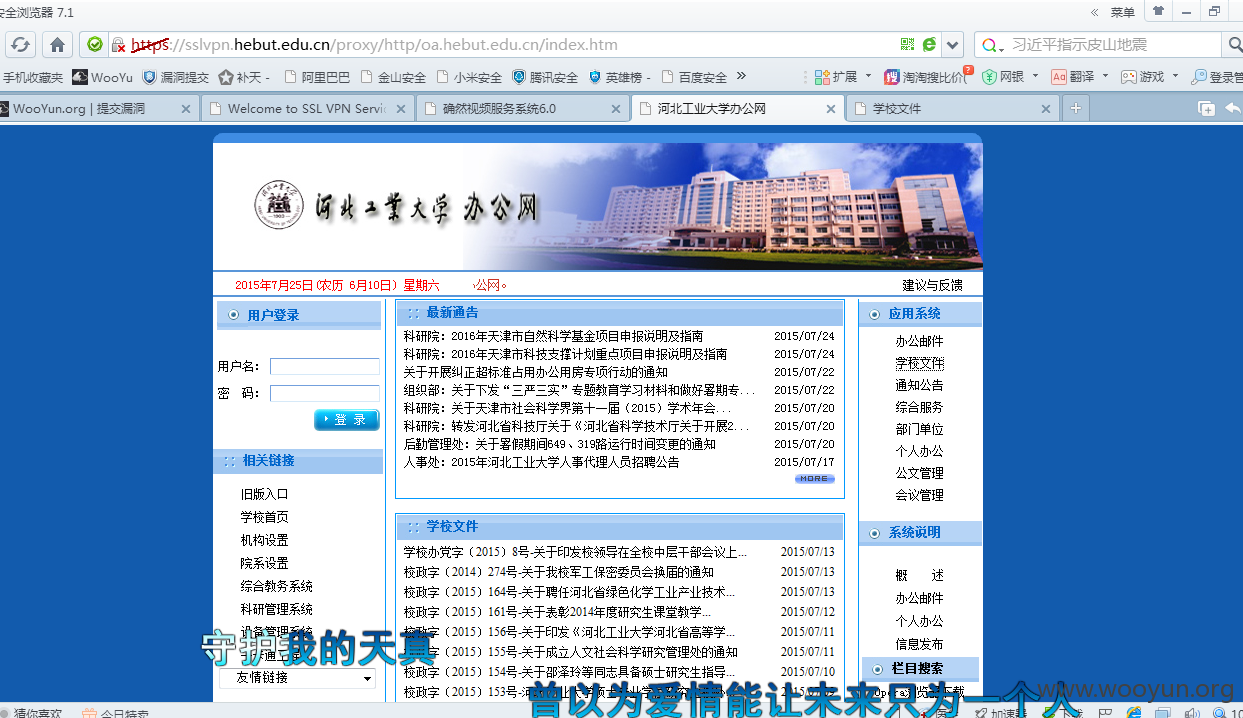 安全浏览器 7.1
« 菜单
https://sslvpn.hebut.edu.cn/proxy/http/oa.hebut.edu.cn/index.htm
习近平指示皮山地震
手机收藏夹 WooYu 漏洞提交 补天 - 阿里巴巴 金山安全 小米安全 腾讯安全 英雄榜 - 百度安全 » 扩展 淘淘搜比价 网银 翻译 游戏 登录管
WooYun.org | 提交漏洞
Welcome to SSL VPN Servic
确然视频服务系统6.0
河北工业大学办公网
学校文件
河北工业大学 办公网
2015年7月25日(农历 6月10日) 星期六 公网。
建议与反馈
用户登录
用户名:
密 码:
登 录
相关链接
旧版入口
学校首页
机构设置
院系设置
综合教务系统
科研管理系统
设备管理系统
友情链接
最新通告
科研院：2016年天津市自然科学基金项目申报说明及指南 2015/07/24
科研院：2016年天津市科技支撑计划重点项目申报说明及指南 2015/07/24
关于开展纠正超标准占用办公用房专项行动的通知 2015/07/22
组织部：关于下发“三严三实”专题教育学习材料和做好暑期专... 2015/07/22
科研院：关于天津市社会科学界第十一届（2015）学术年会... 2015/07/20
科研院：转发河北省科技厅关于《河北省科学技术厅关于开展2... 2015/07/20
后勤管理处：关于暑假期间649、319路运行时间变更的通知 2015/07/20
人事处：2015年河北工业大学人事代理人员招聘公告 2015/07/17
MORE
学校文件
学校办党字（2015）8号-关于印发校领导在全校中层干部会议上... 2015/07/13
校政字（2014）274号-关于我校军工保密委员会换届的通知 2015/07/13
校政字（2015）164号-关于聘任河北省绿色化学工业产业技术... 2015/07/13
校政字（2015）161号-关于表彰2014年度研究生课堂教学... 2015/07/12
校政字（2015）156号-关于印发《河北工业大学河北省高等学... 2015/07/11
校政字（2015）155号-关于成立人文社会科学研究管理处的通知 2015/07/11
校政字（2015）154号-关于邵泽玲等同志具备硕士研究生指导... 2015/07/10
校政字（2015）153号
应用系统
办公邮件
学校文件
通知公告
综合服务
部门单位
个人办公
公文管理
会议管理
系统说明
概 述
办公邮件
个人办公
信息发布
栏目搜索
守护我的天真
曾以为爱情能让未来只为一个人
www.wooyun.org
猜你喜欢 今日特卖 加速器 下载